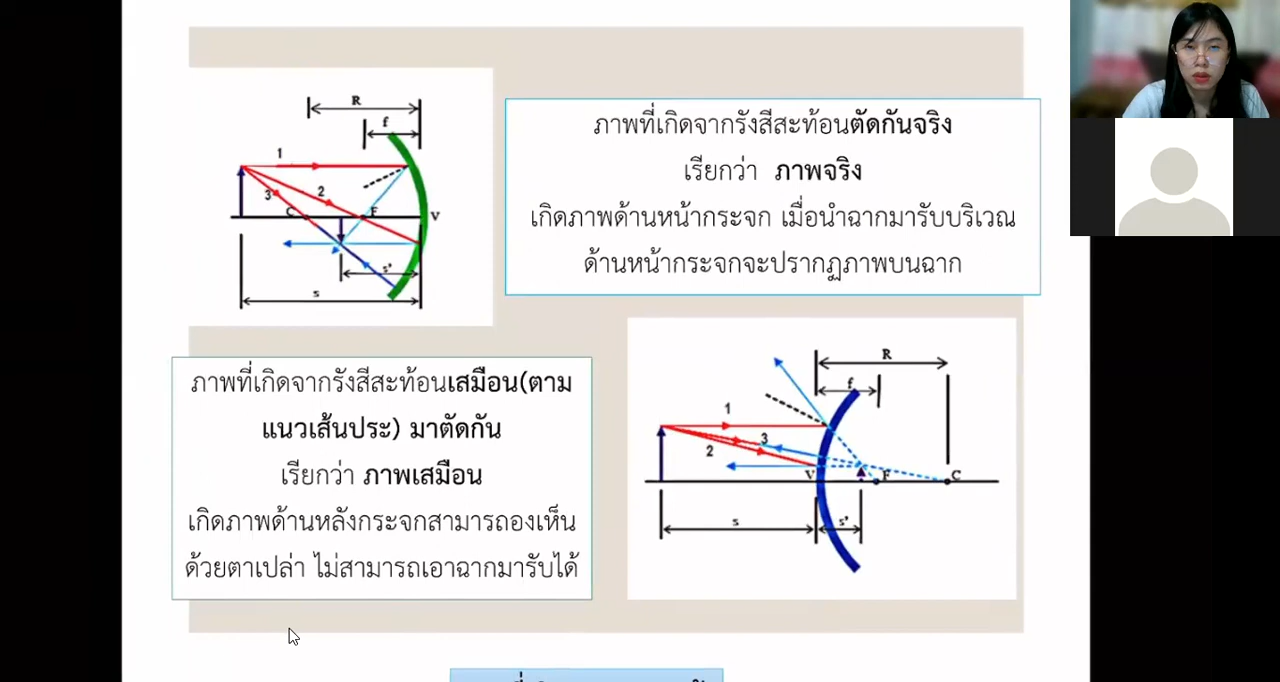 R
f
1
2
3
C
F
V
s'
s
ภาพที่เกิดจากรังสีสะท้อนตัดกันจริง
เรียกว่า ภาพจริง
เกิดภาพด้านหน้ากระจก เมื่อนำฉากมารับบริเวณ
ด้านหน้ากระจกจะปรากฏภาพบนฉาก
ภาพที่เกิดจากรังสีสะท้อนเสมือน(ตาม
แนวเส้นประ) มาตัดกัน
เรียกว่า ภาพเสมือน
เกิดภาพด้านหลังกระจกสามารถองเห็น
ด้วยตาเปล่า ไม่สามารถเอาฉากมารับได้
R
f
1
3
2
V
F
C
s
s'